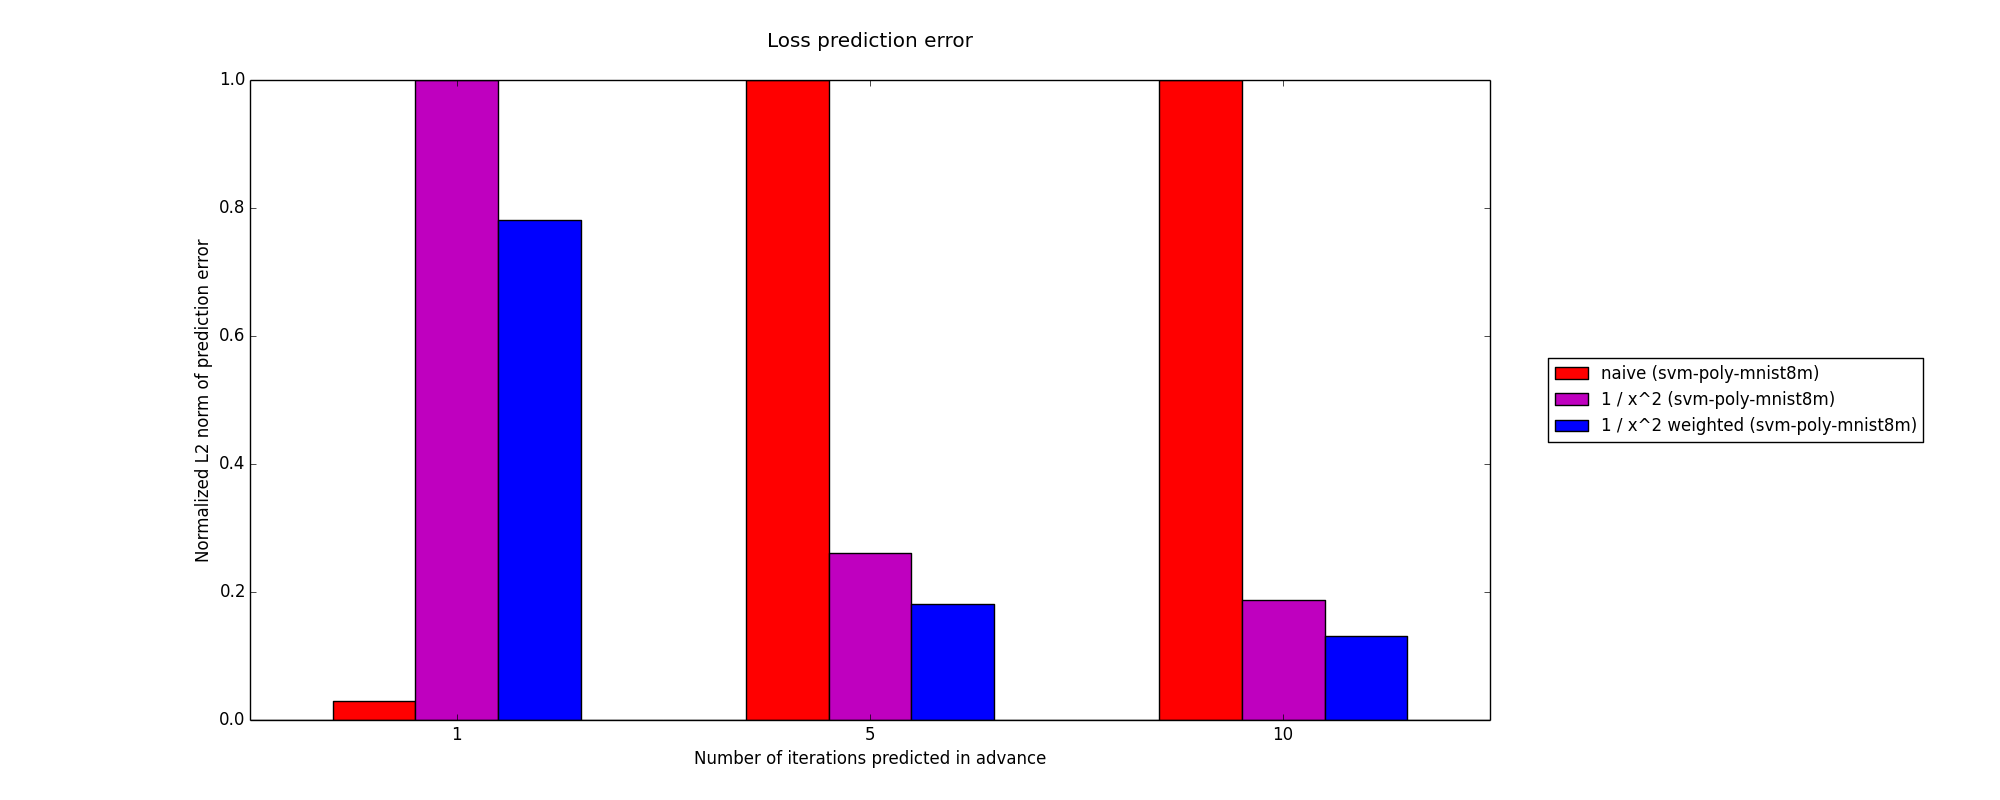 Loss prediction error
1.0
0.8
0.6
0.4
0.2
0.0
Normalized L2 norm of prediction error
1
5
10
Number of iterations predicted in advance
naive (svm-poly-mnist8m)
1 / x^2 (svm-poly-mnist8m)
1 / x^2 weighted (svm-poly-mnist8m)